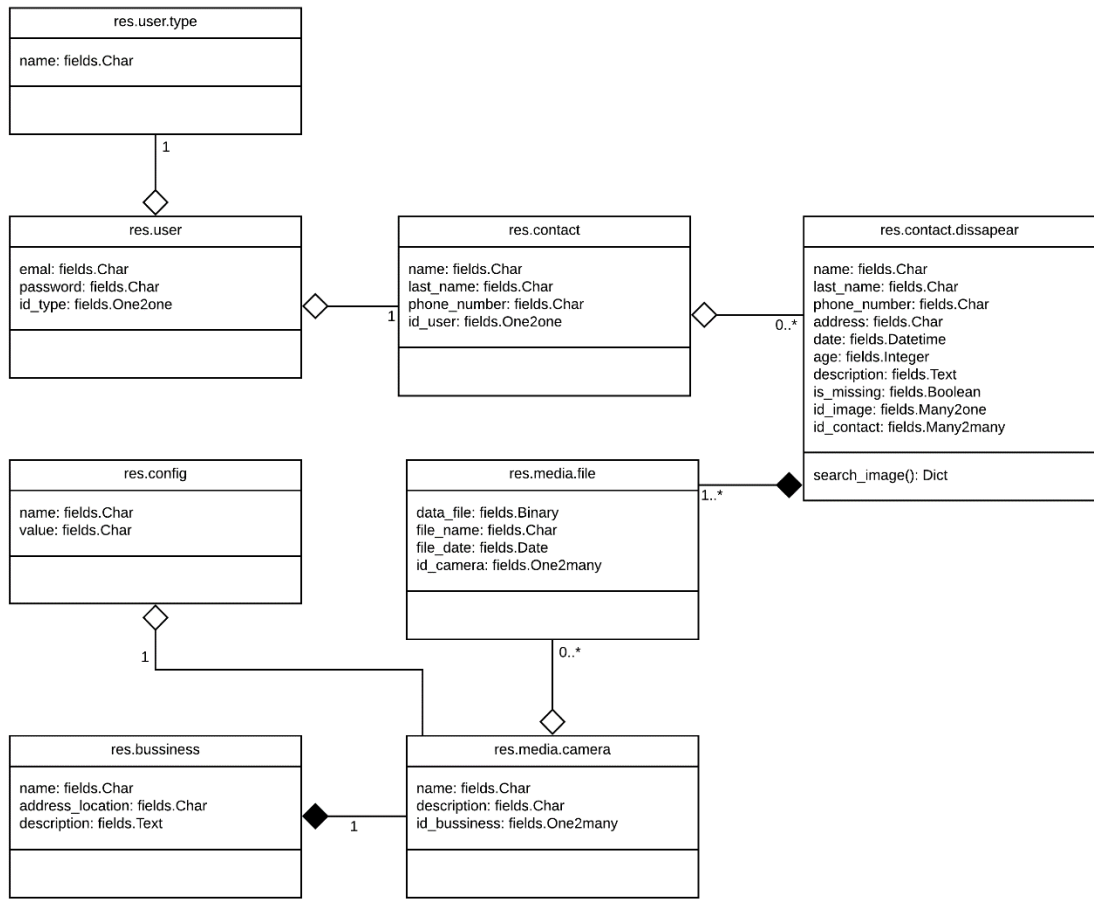 res.user.type
name: fields.Char
1
res.user
emal: fields.Char
password: fields.Char
id_type: fields.One2one
1
res.contact
name: fields.Char
last_name: fields.Char
phone_number: fields.Char
id_user: fields.One2one
0..*
res.contact.dissapear
name: fields.Char
last_name: fields.Char
phone_number: fields.Char
address: fields.Char
date: fields.Datetime
age: fields.Integer
description: fields.Text
is_missing: fields.Boolean
id_image: fields.Many2one
id_contact: fields.Many2many
search_image(): Dict
res.config
name: fields.Char
value: fields.Char
1
res.media.file
data_file: fields.Binary
file_name: fields.Char
file_date: fields.Date
id_camera: fields.One2many
1..*
0..*
res.bussiness
name: fields.Char
address_location: fields.Char
description: fields.Text
1
res.media.camera
name: fields.Char
description: fields.Char
id_bussiness: fields.One2many